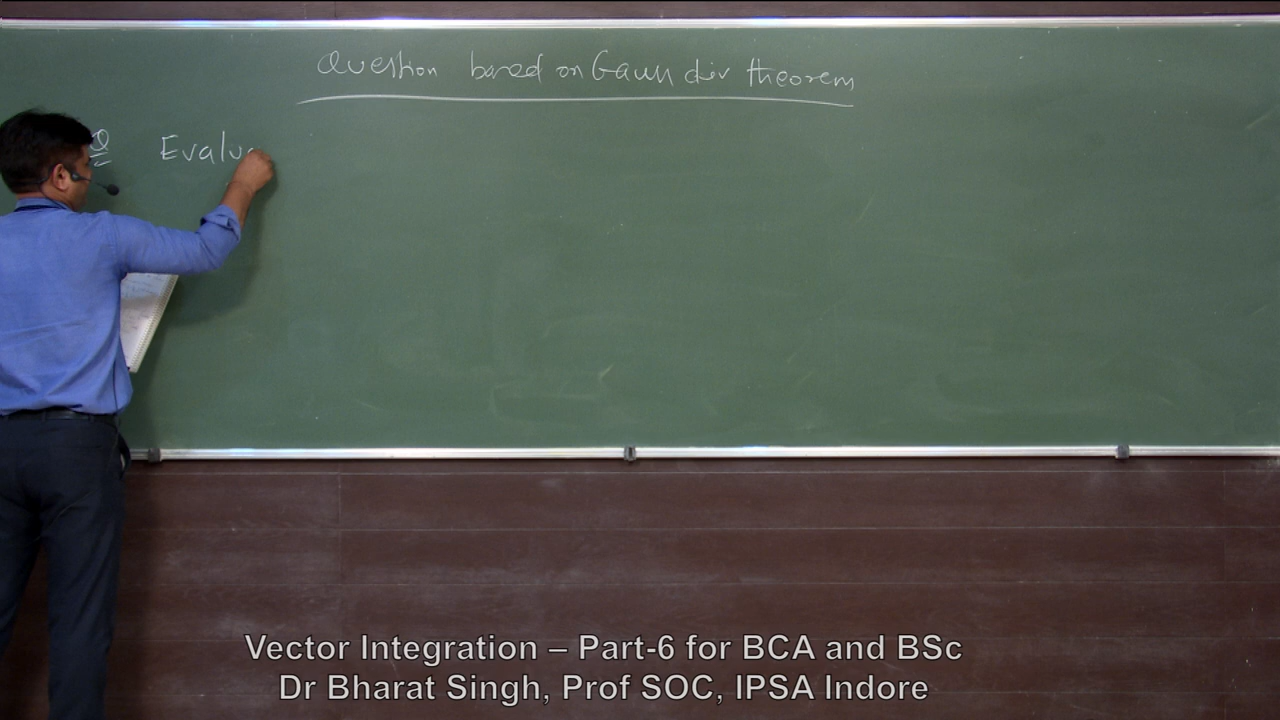 Question based on Gauss div theorem
Q Evalu
Vector Integration – Part-6 for BCA and BSc
Dr Bharat Singh, Prof SOC, IPSA Indore